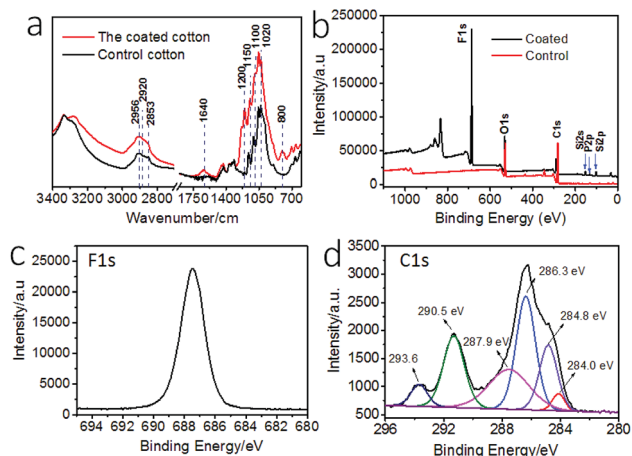 a
The coated cotton
Control cotton
2966
2920
2853
1640
1200
1150
1100
1020
800
3400 3200 3000 2800 1750 1400 1050 700
Wavenumber/cm
b
Intensity/a.u
250000
200000
150000
100000
50000
0
Coated
Control
F1s
O1s
C1s
Si2s
P2p
Si2p
1000 800 600 400 200 0
Binding Energy (eV)
c
F1s
Intensity/a.u
25000
20000
15000
10000
5000
0
694 692 690 688 686 684 682 680
Binding Energy/eV
d
C1s
Intensity/a.u
3500
3000
2500
2000
1500
1000
500
293.6
290.5 eV
287.9 eV
286.3 eV
284.8 eV
284.0 eV
296 292 288 284 280
Binding Energy/eV